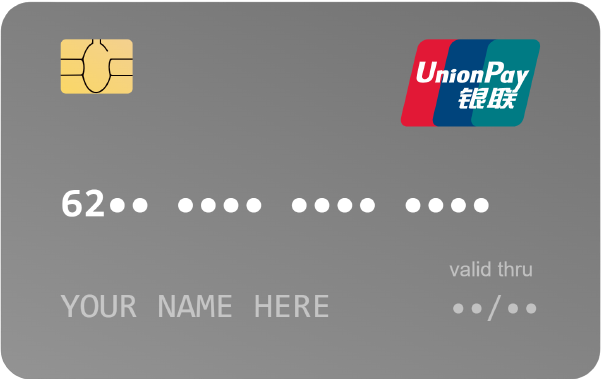 UnionPay
银联
62•• •••• •••• ••••
valid thru
YOUR NAME HERE
••/••